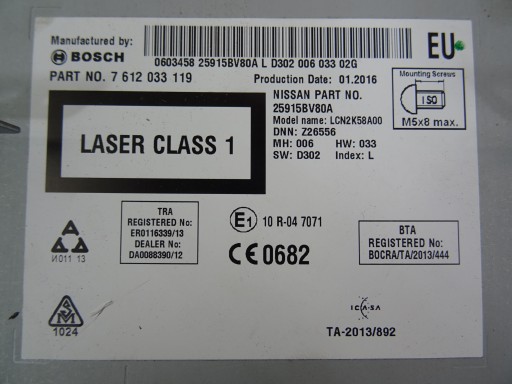 Manufactured by:
BOSCH
0603458 25915BV80A L D302 006 033 02G
EU
PART NO. 7 612 033 119
Production Date: 01.2016
Mounting Screws
ISO
M5x8 max.
NISSAN PART NO.
25915BV80A
Model name: LCN2K58A00
DNN: Z26556
MH: 006 HW: 033
SW: D302 Index: L
LASER CLASS 1
TRA
REGISTERED No:
ER0116339/13
DEALER No:
DA0088390/12
E1 10 R-04 7071
CE0682
BTA
REGISTERED No:
BOCRA/TA/2013/444
И011 13
1024
ICASA
TA-2013/892